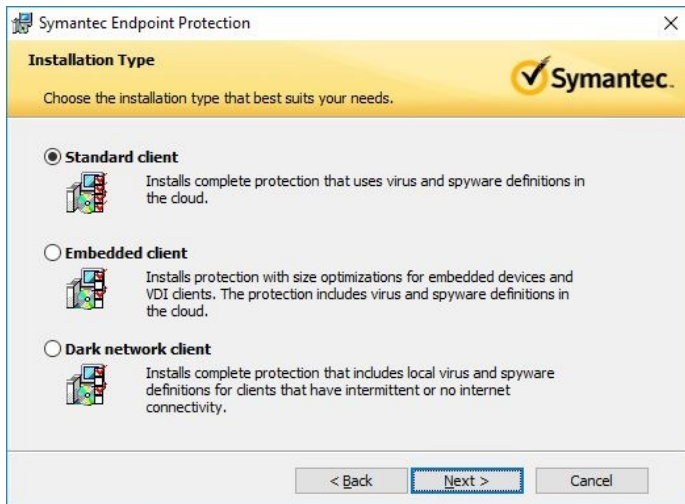 Symantec Endpoint Protection
Installation Type
Choose the installation type that best suits your needs.
Symantec.
Standard client
Installs complete protection that uses virus and spyware definitions in
the cloud.
Embedded client
Installs protection with size optimizations for embedded devices and
VDI clients. The protection includes virus and spyware definitions in
the cloud.
Dark network client
Installs complete protection that includes local virus and spyware
definitions for clients that have intermittent or no internet
connectivity.
< Back
Next >
Cancel